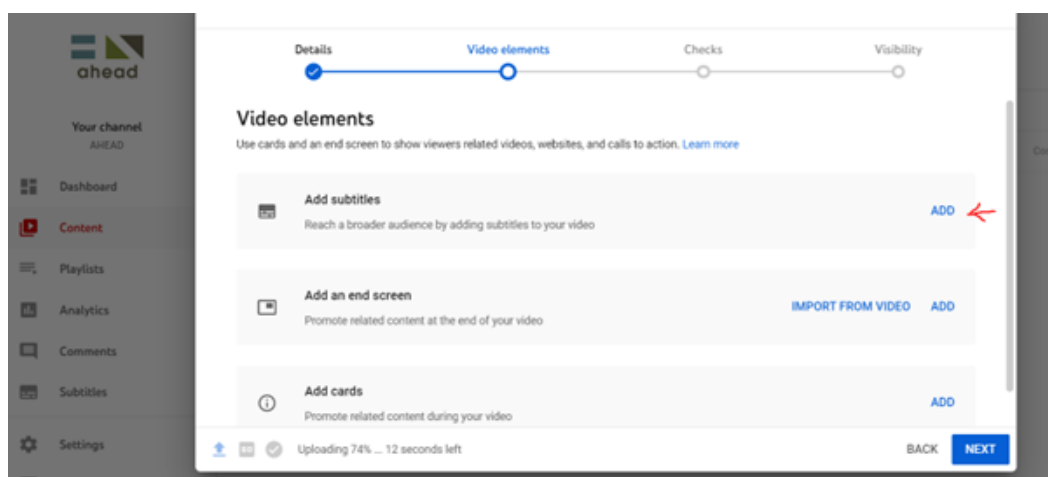 ahead
Your channel
AHEAD
Dashboard
Content
Playlists
Analytics
Comments
Subtitles
Settings
Details
Video elements
Checks
Visibility
Video elements
Use cards and an end screen to show viewers related videos, websites, and calls to action. Learn more
Add subtitles
Reach a broader audience by adding subtitles to your video
ADD
Add an end screen
Promote related content at the end of your video
IMPORT FROM VIDEO
ADD
Add cards
Promote related content during your video
ADD
Uploading 74% ... 12 seconds left
BACK
NEXT